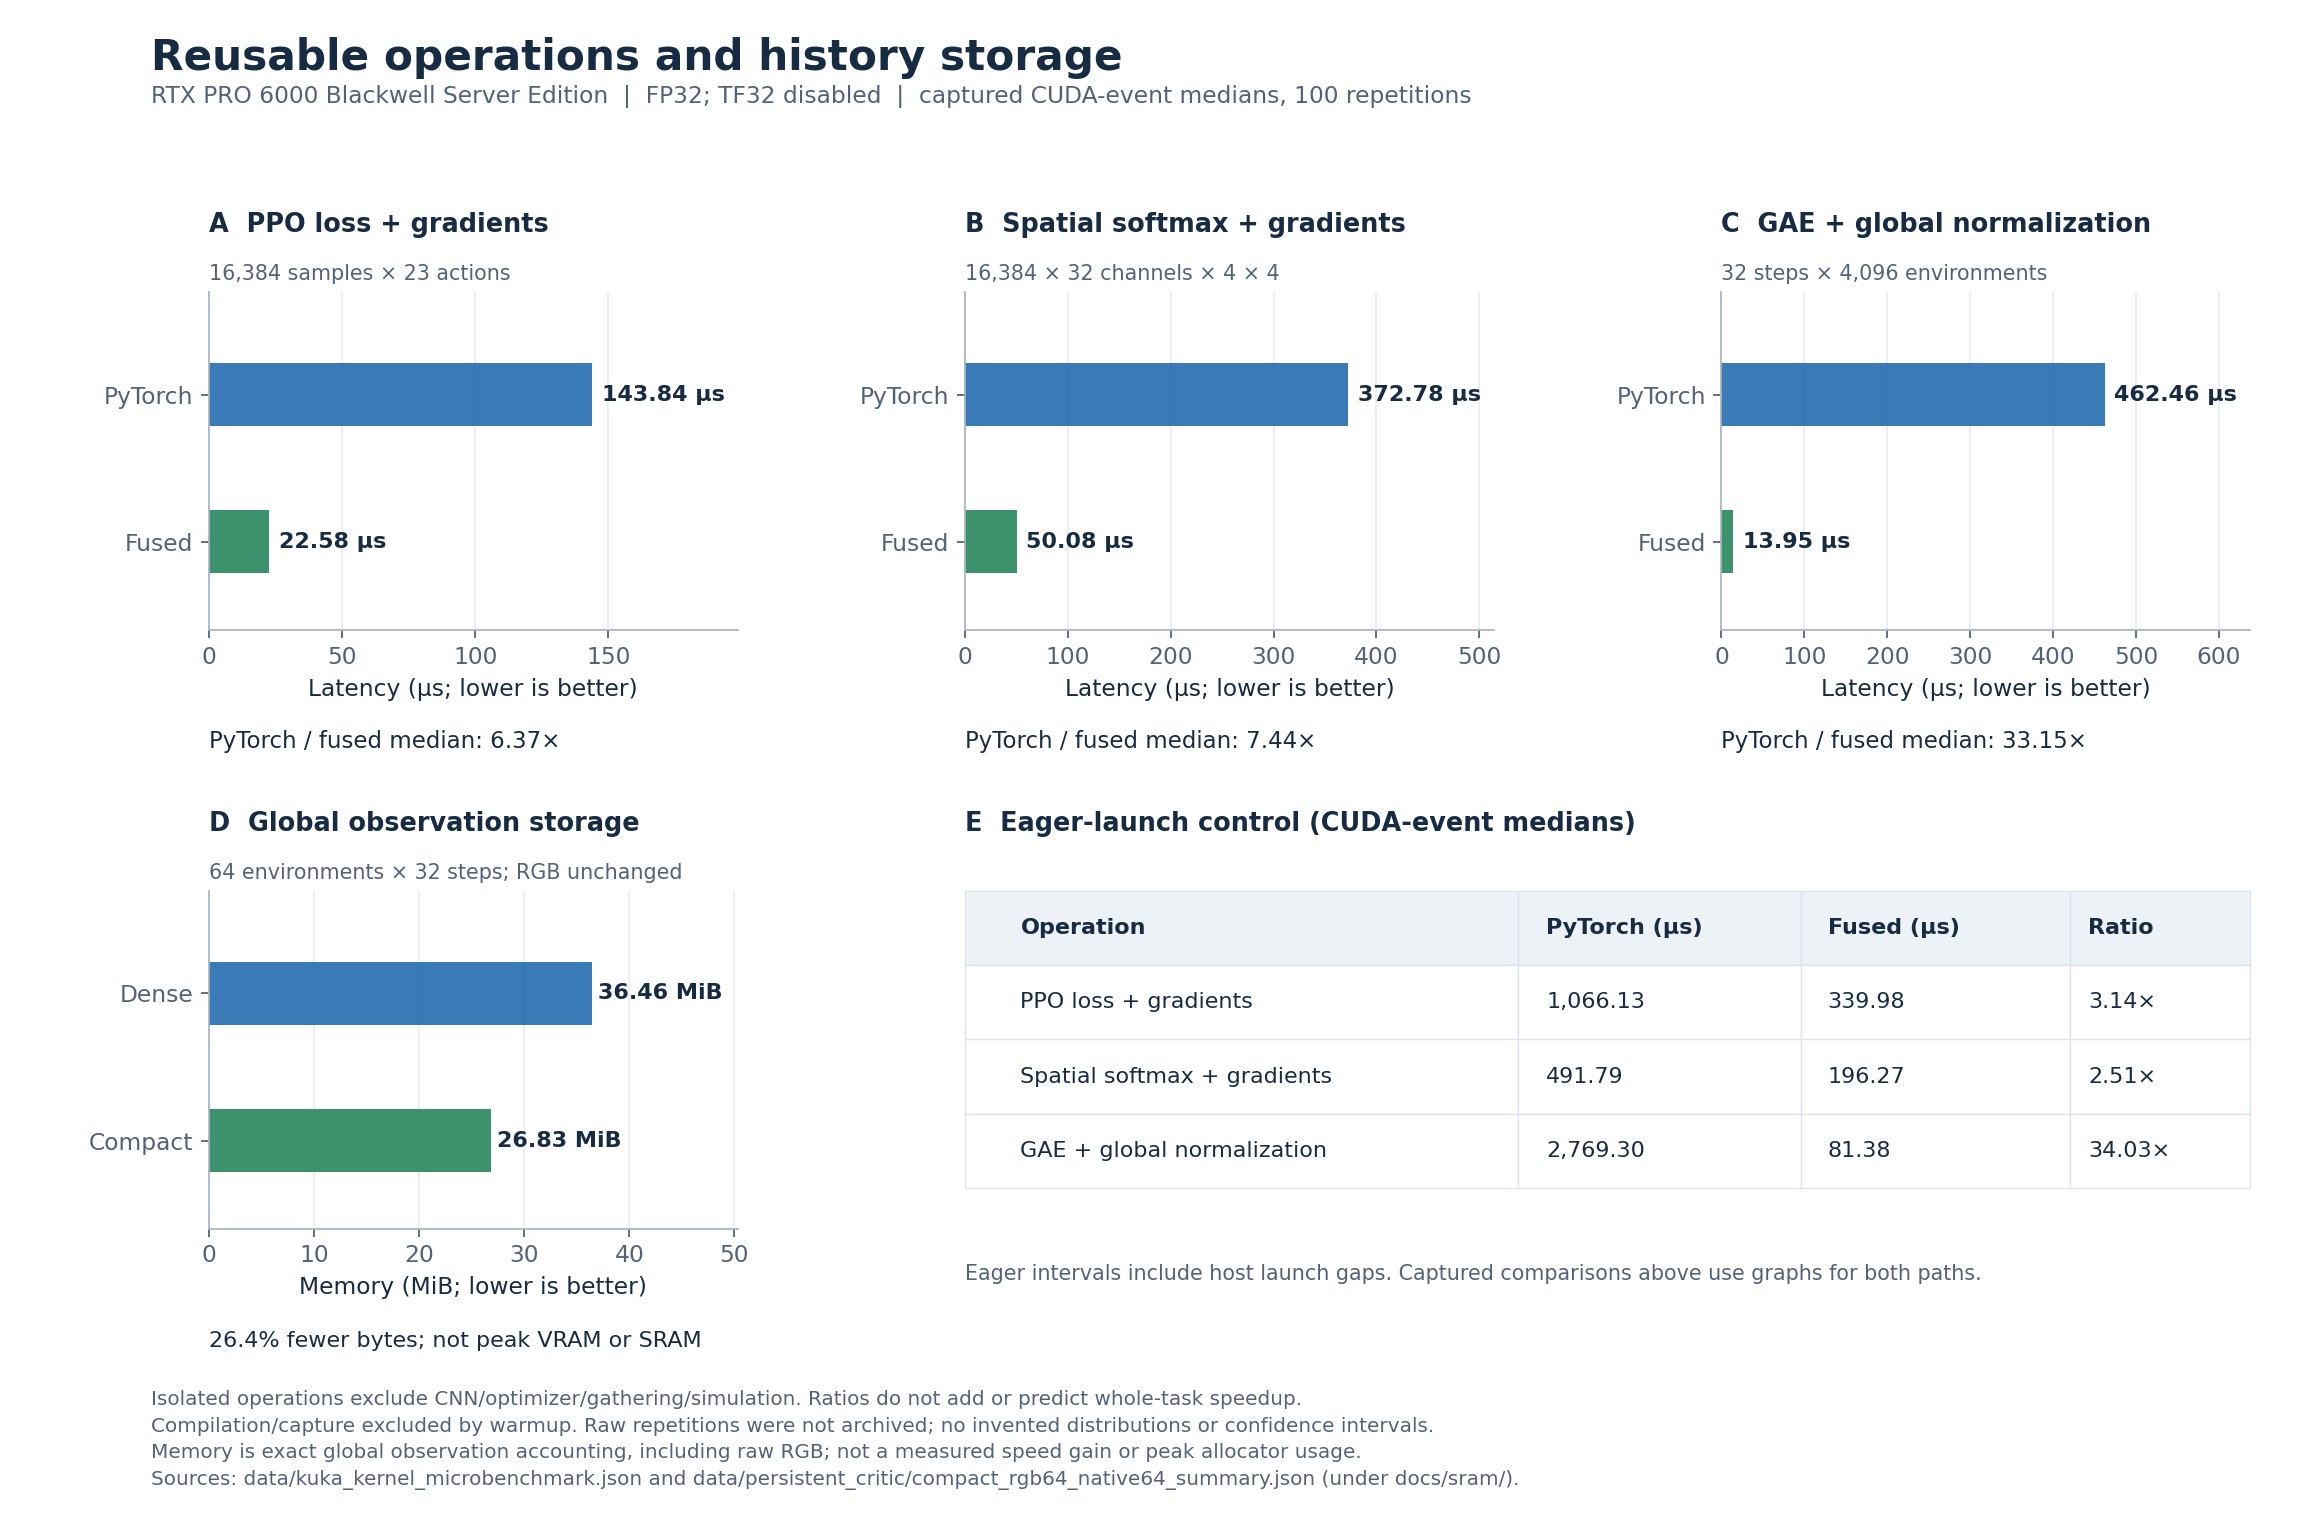 Reusable operations and history storage
RTX PRO 6000 Blackwell Server Edition | FP32; TF32 disabled | captured CUDA-event medians, 100 repetitions
A PPO loss + gradients
16,384 samples × 23 actions
PyTorch
143.84 µs
Fused
22.58 µs
0 50 100 150
Latency (µs; lower is better)
PyTorch / fused median: 6.37×
B Spatial softmax + gradients
16,384 × 32 channels × 4 × 4
PyTorch
372.78 µs
Fused
50.08 µs
0 100 200 300 400 500
Latency (µs; lower is better)
PyTorch / fused median: 7.44×
C GAE + global normalization
32 steps × 4,096 environments
PyTorch
462.46 µs
Fused
13.95 µs
0 100 200 300 400 500 600
Latency (µs; lower is better)
PyTorch / fused median: 33.15×
D Global observation storage
64 environments × 32 steps; RGB unchanged
Dense
36.46 MiB
Compact
26.83 MiB
0 10 20 30 40 50
Memory (MiB; lower is better)
26.4% fewer bytes; not peak VRAM or SRAM
E Eager-launch control (CUDA-event medians)
Operation PyTorch (µs) Fused (µs) Ratio
PPO loss + gradients 1,066.13 339.98 3.14×
Spatial softmax + gradients 491.79 196.27 2.51×
GAE + global normalization 2,769.30 81.38 34.03×
Eager intervals include host launch gaps. Captured comparisons above use graphs for both paths.
Isolated operations exclude CNN/optimizer/gathering/simulation. Ratios do not add or predict whole-task speedup.
Compilation/capture excluded by warmup. Raw repetitions were not archived; no invented distributions or confidence intervals.
Memory is exact global observation accounting, including raw RGB; not a measured speed gain or peak allocator usage.
Sources: data/kuka_kernel_microbenchmark.json and data/persistent_critic/compact_rgb64_native64_summary.json (under docs/sram/).